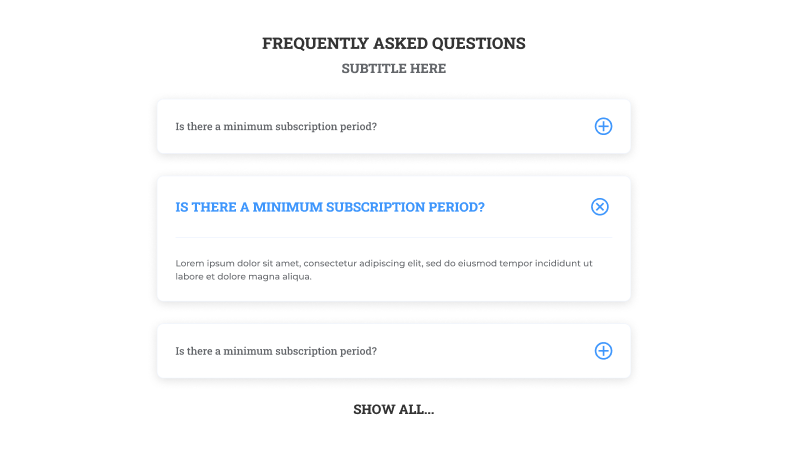 FREQUENTLY ASKED QUESTIONS
SUBTITLE HERE
Is there a minimum subscription period?
IS THERE A MINIMUM SUBSCRIPTION PERIOD?
Lorem ipsum dolor sit amet, consectetur adipiscing elit, sed do eiusmod tempor incididunt ut
labore et dolore magna aliqua.
Is there a minimum subscription period?
SHOW ALL...